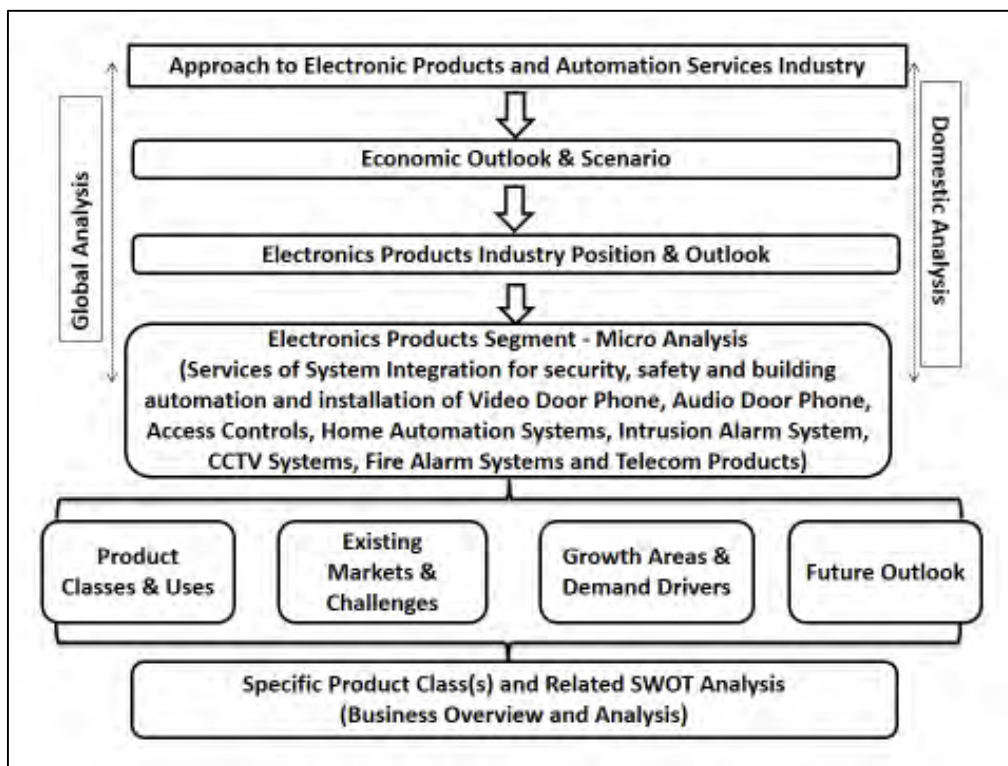 Approach to Electronic Products and Automation Services Industry
Global Analysis
Domestic Analysis
Economic Outlook & Scenario
Electronics Products Industry Position & Outlook
Electronics Products Segment - Micro Analysis
(Services of System Integration for security, safety and building
automation and installation of Video Door Phone, Audio Door Phone,
Access Controls, Home Automation Systems, Intrusion Alarm System,
CCTV Systems, Fire Alarm Systems and Telecom Products)
Product
Classes & Uses
Existing
Markets &
Challenges
Growth Areas &
Demand Drivers
Future Outlook
Specific Product Class(s) and Related SWOT Analysis
(Business Overview and Analysis)